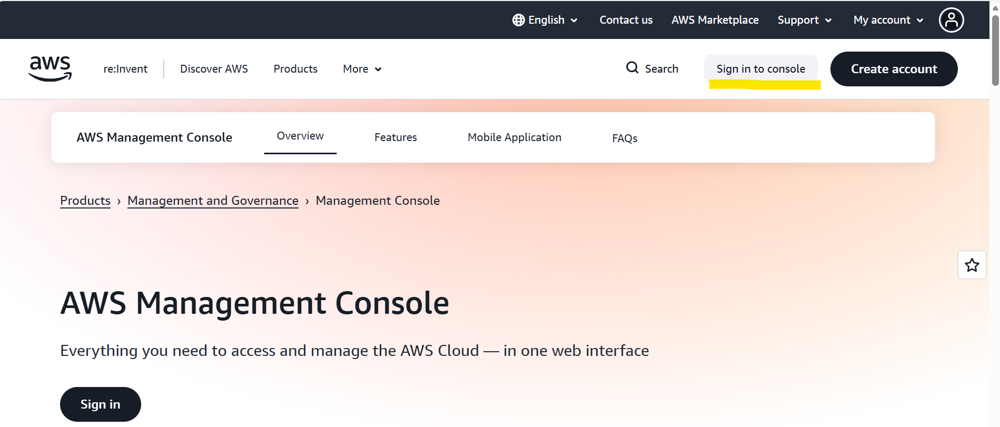 English Contact us AWS Marketplace Support My account
aws re:Invent Discover AWS Products More Search Sign in to console Create account
AWS Management Console Overview Features Mobile Application FAQs
Products › Management and Governance › Management Console
AWS Management Console
Everything you need to access and manage the AWS Cloud — in one web interface
Sign in